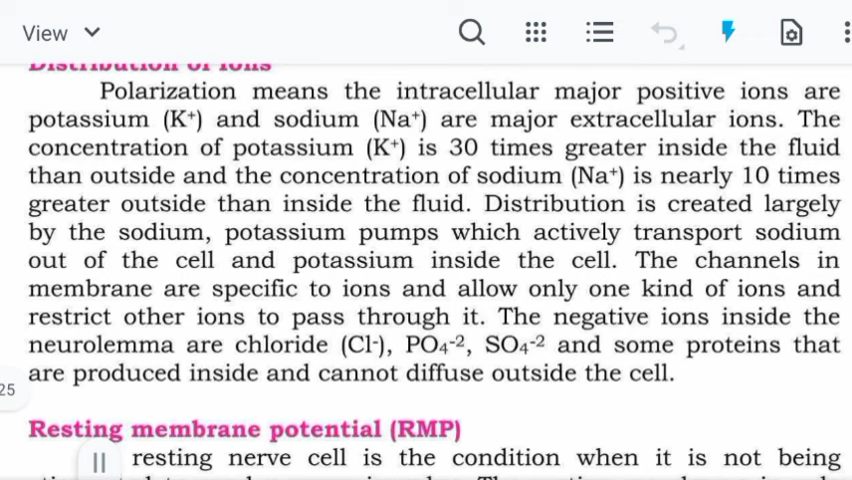 View
Distribution of ions
Polarization means the intracellular major positive ions are
potassium (K⁺) and sodium (Na⁺) are major extracellular ions. The
concentration of potassium (K⁺) is 30 times greater inside the fluid
than outside and the concentration of sodium (Na⁺) is nearly 10 times
greater outside than inside the fluid. Distribution is created largely
by the sodium, potassium pumps which actively transport sodium
out of the cell and potassium inside the cell. The channels in
membrane are specific to ions and allow only one kind of ions and
restrict other ions to pass through it. The negative ions inside the
neurolemma are chloride (Cl⁻), PO₄⁻², SO₄⁻² and some proteins that
25
are produced inside and cannot diffuse outside the cell.
Resting membrane potential (RMP)
resting nerve cell is the condition when it is not being